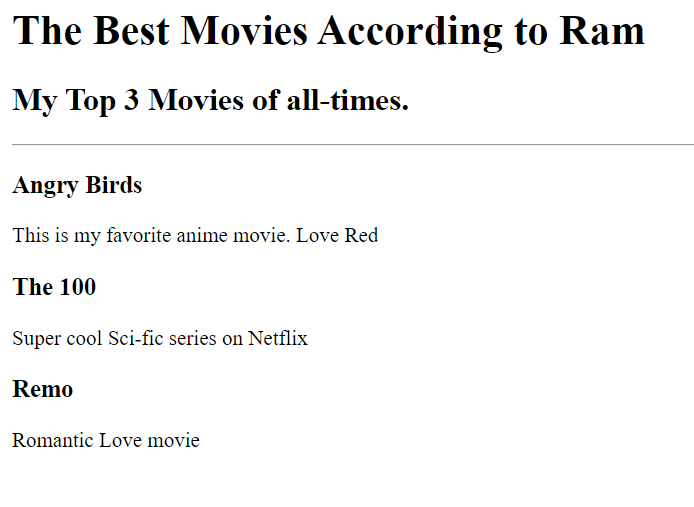 The Best Movies According to Ram
My Top 3 Movies of all-times.
Angry Birds
This is my favorite anime movie. Love Red
The 100
Super cool Sci-fic series on Netflix
Remo
Romantic Love movie